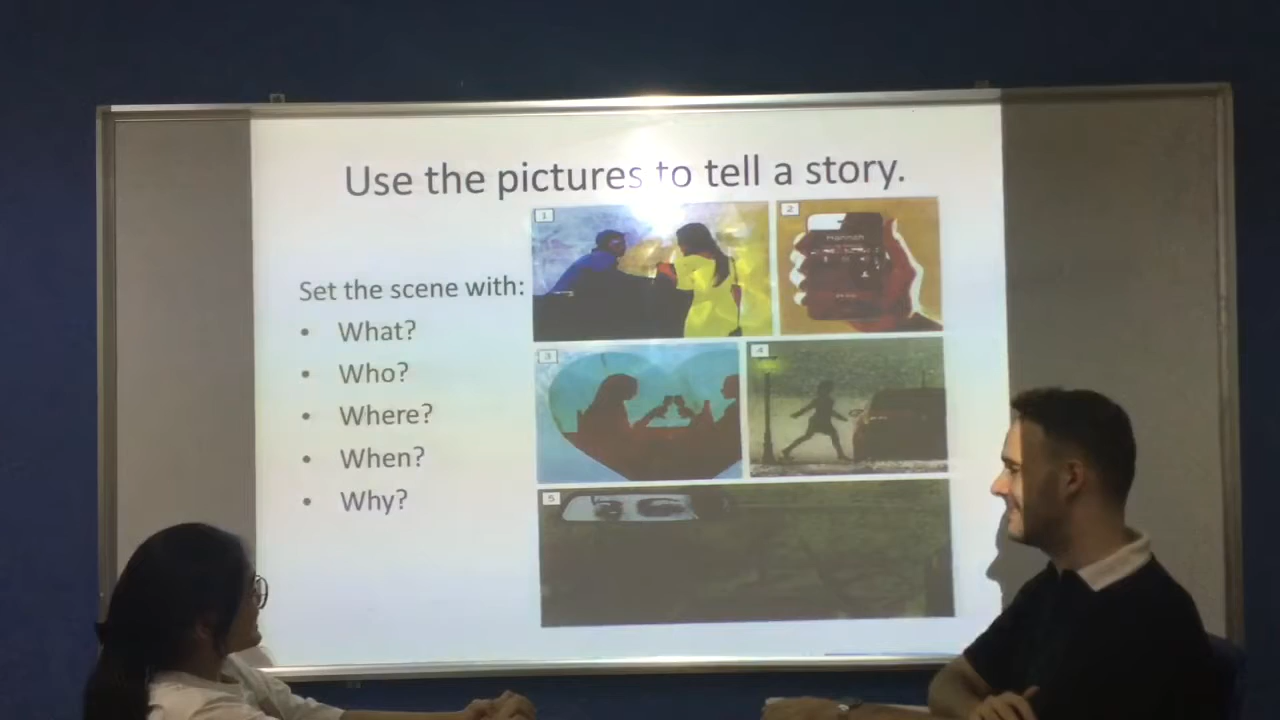 Use the pictures to tell a story.
Set the scene with:
• What?
• Who?
• Where?
• When?
• Why?
1
2
Hannah
3
4
5